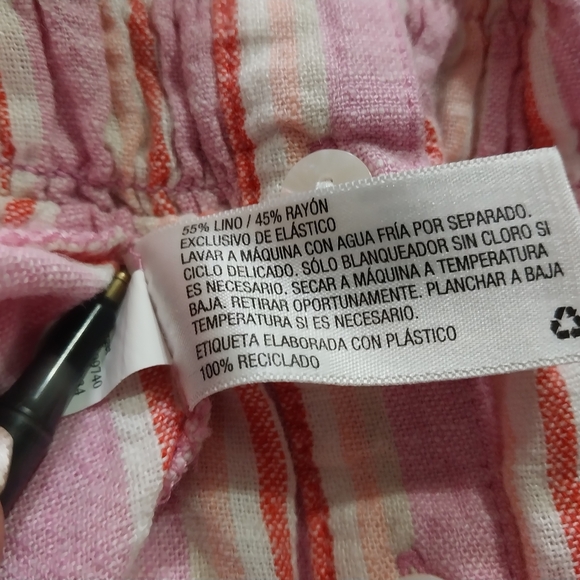 55% LINO / 45% RAYÓN
EXCLUSIVO DE ELÁSTICO
LAVAR A MÁQUINA CON AGUA FRÍA POR SEPARADO.
CICLO DELICADO. SÓLO BLANQUEADOR SIN CLORO SI
ES NECESARIO. SECAR A MÁQUINA A TEMPERATURA
BAJA. RETIRAR OPORTUNAMENTE. PLANCHAR A BAJA
TEMPERATURA SI ES NECESARIO.
ETIQUETA ELABORADA CON PLÁSTICO
100% RECICLADO